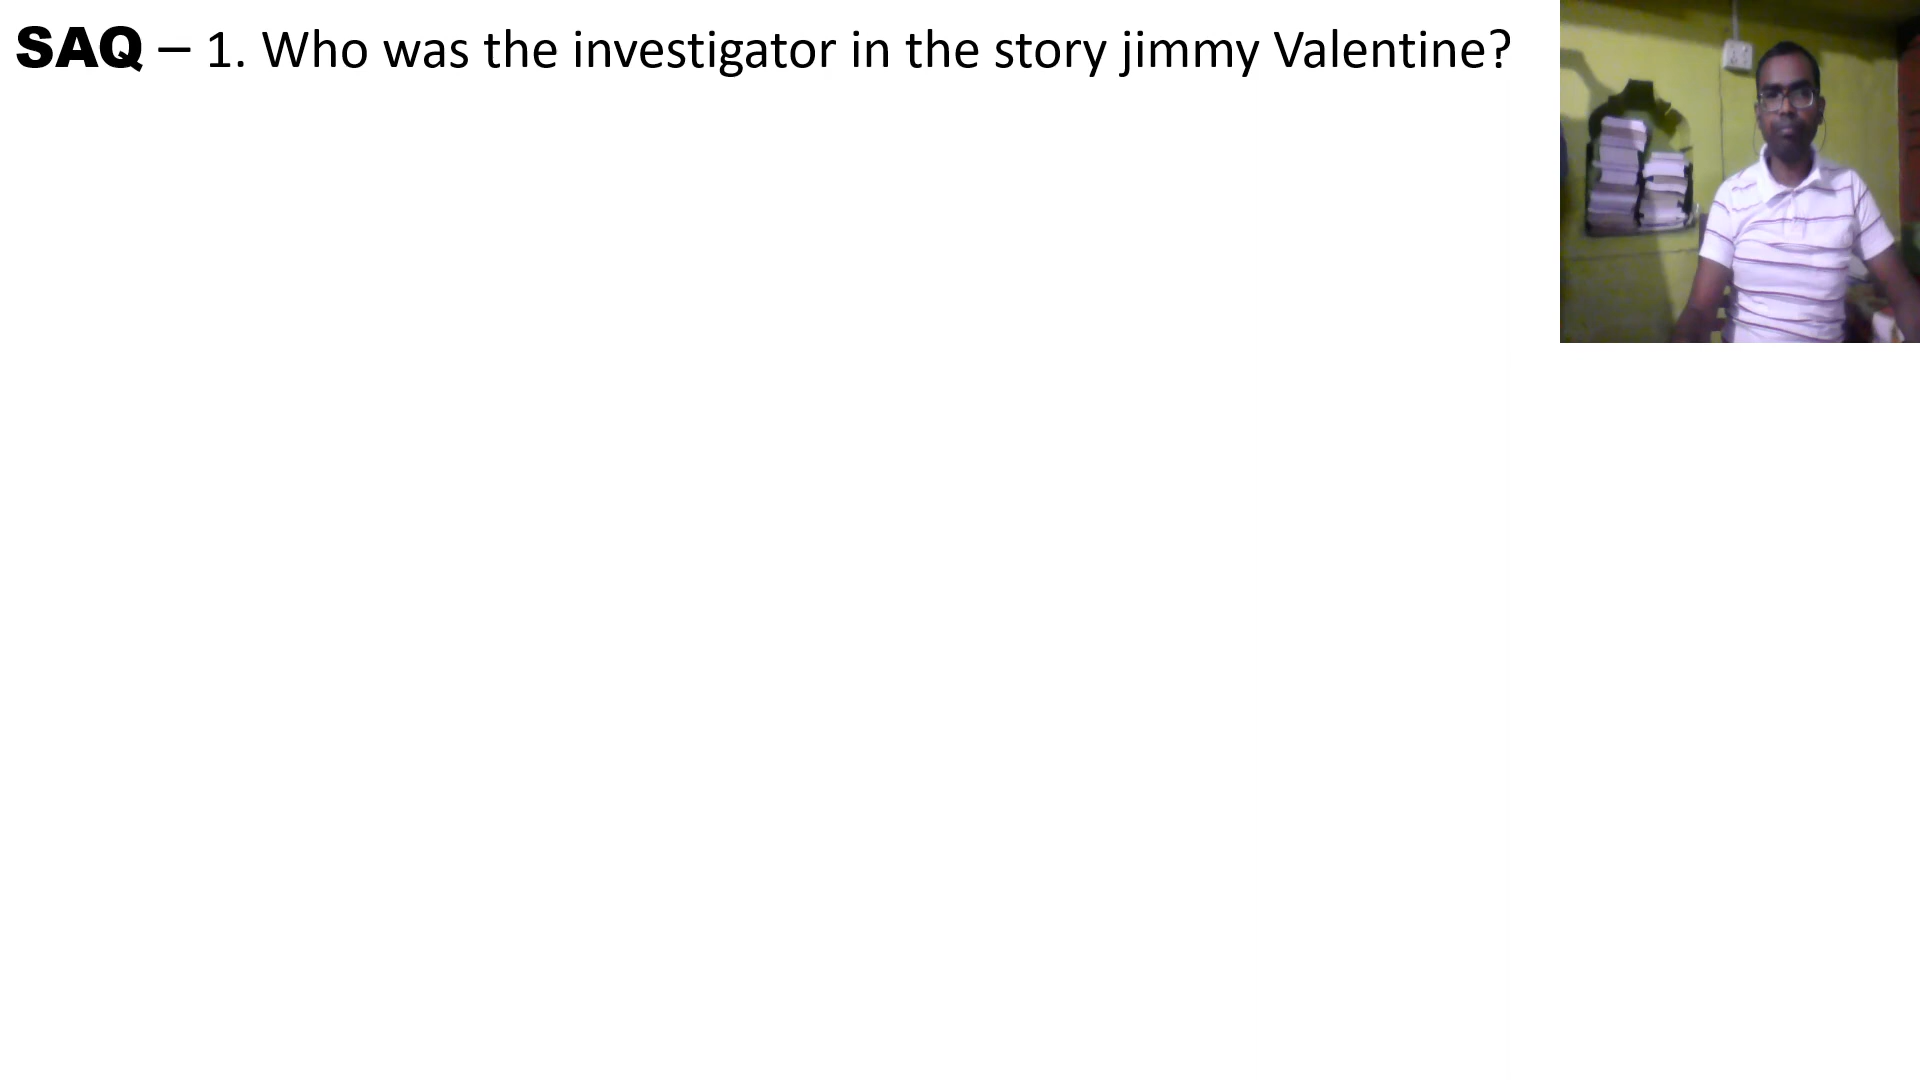 SAQ – 1. Who was the investigator in the story jimmy Valentine?